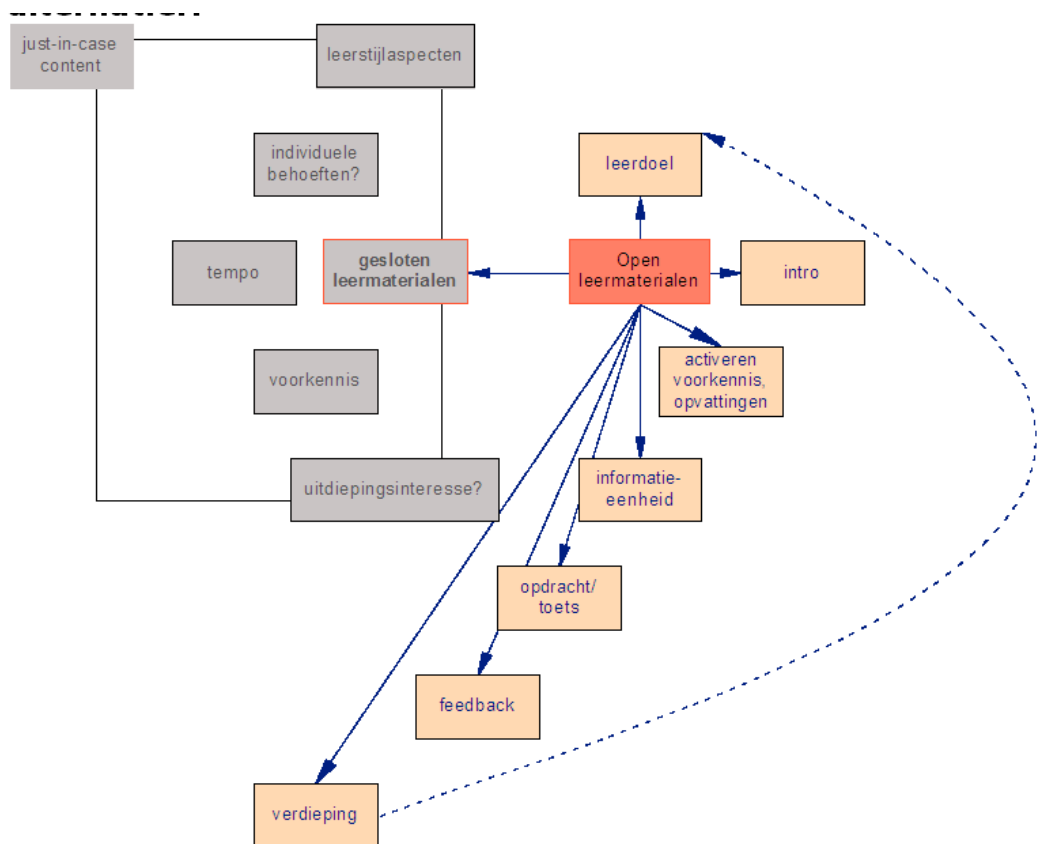 just-in-case
content
leerstijlaspecten
individuele
behoeften?
leerdoel
tempo
gesloten
leermaterialen
Open
leermaterialen
intro
voorkennis
activeren
voorkennis,
opvattingen
uitdiepingsinteresse?
informatie-
eenheid
opdracht/
toets
feedback
verdieping